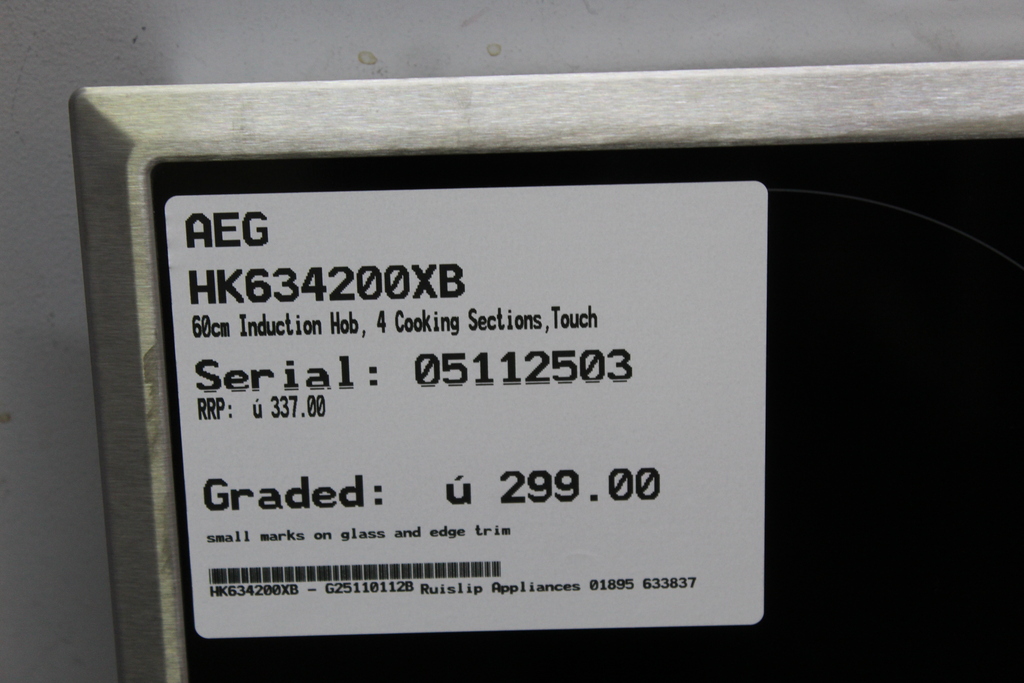 AEG
HK634200XB
60cm Induction Hob, 4 Cooking Sections,Touch
Serial: 05112503
RRP: ú 337.00
Graded: ú 299.00
small marks on glass and edge trim
HK634200XB - G25110112B Ruislip Appliances 01895 633837